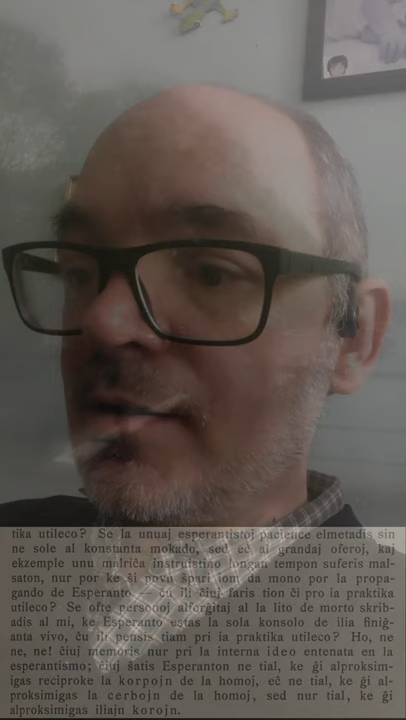 tika utileco? Se la unuaj esperantistoj pacience elmetadis sin
ne sole al konstanta mokado, sed eĉ al grandaj oferoj, kaj
ekzemple unu malriĉa instruistino longan tempon suferis mal-
saton, nur por ke ŝi povu ŝpari iom da mono por la propa-
gando de Esperanto — ĉu ili ĉiuj faris tion ĉi pro ia praktika
utileco? Se ofte personoj alforĝitaj al la lito de morto skrib-
adis al mi, ke Esperanto estas la sola konsolo de ilia finiĝ-
anta vivo, ĉu ili pensis tiam pri ia praktika utileco? Ho, ne
ne, ne! ĉiuj memoris nur pri la interna ideo entenata en la
esperantismo; ĉiuj ŝatis Esperanton ne tial, ke ĝi alproksim-
igas reciproke la korpojn de la homoj, eĉ ne tial, ke ĝi al-
proksimigas la cerbojn de la homoj, sed nur tial, ke ĝi
alproksimigas iliajn korojn.